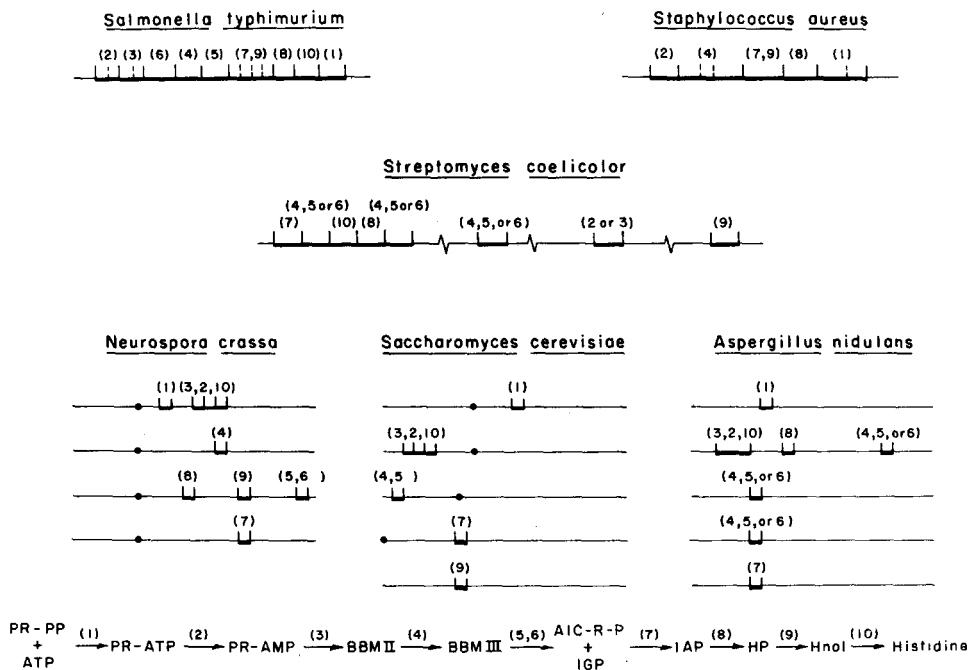 Salmonella typhimurium
(2) (3) (6) (4) (5) (7,9) (8) (10) (1)
Staphylococcus aureus
(2) (4) (7,9) (8) (1)
Streptomyces coelicolor
(4,5 or 6) (4,5 or 6)
(7) (10) (8) (4,5, or 6) (2 or 3) (9)
Neurospora crassa
(1) (3,2,10)
(4)
(8) (9) (5,6 )
(7)
Saccharomyces cerevisiae
(1)
(3,2,10)
(4,5 )
(7)
(9)
Aspergillus nidulans
(1)
(3,2,10) (8) (4,5, or 6)
(4,5, or 6)
(4,5, or 6)
(7)
PR-PP + ATP (1) PR-ATP (2) PR-AMP (3) BBM II (4) BBM III (5,6) AIC-R-P + IGP (7) IAP (8) HP (9) Hnol (10) Histidine